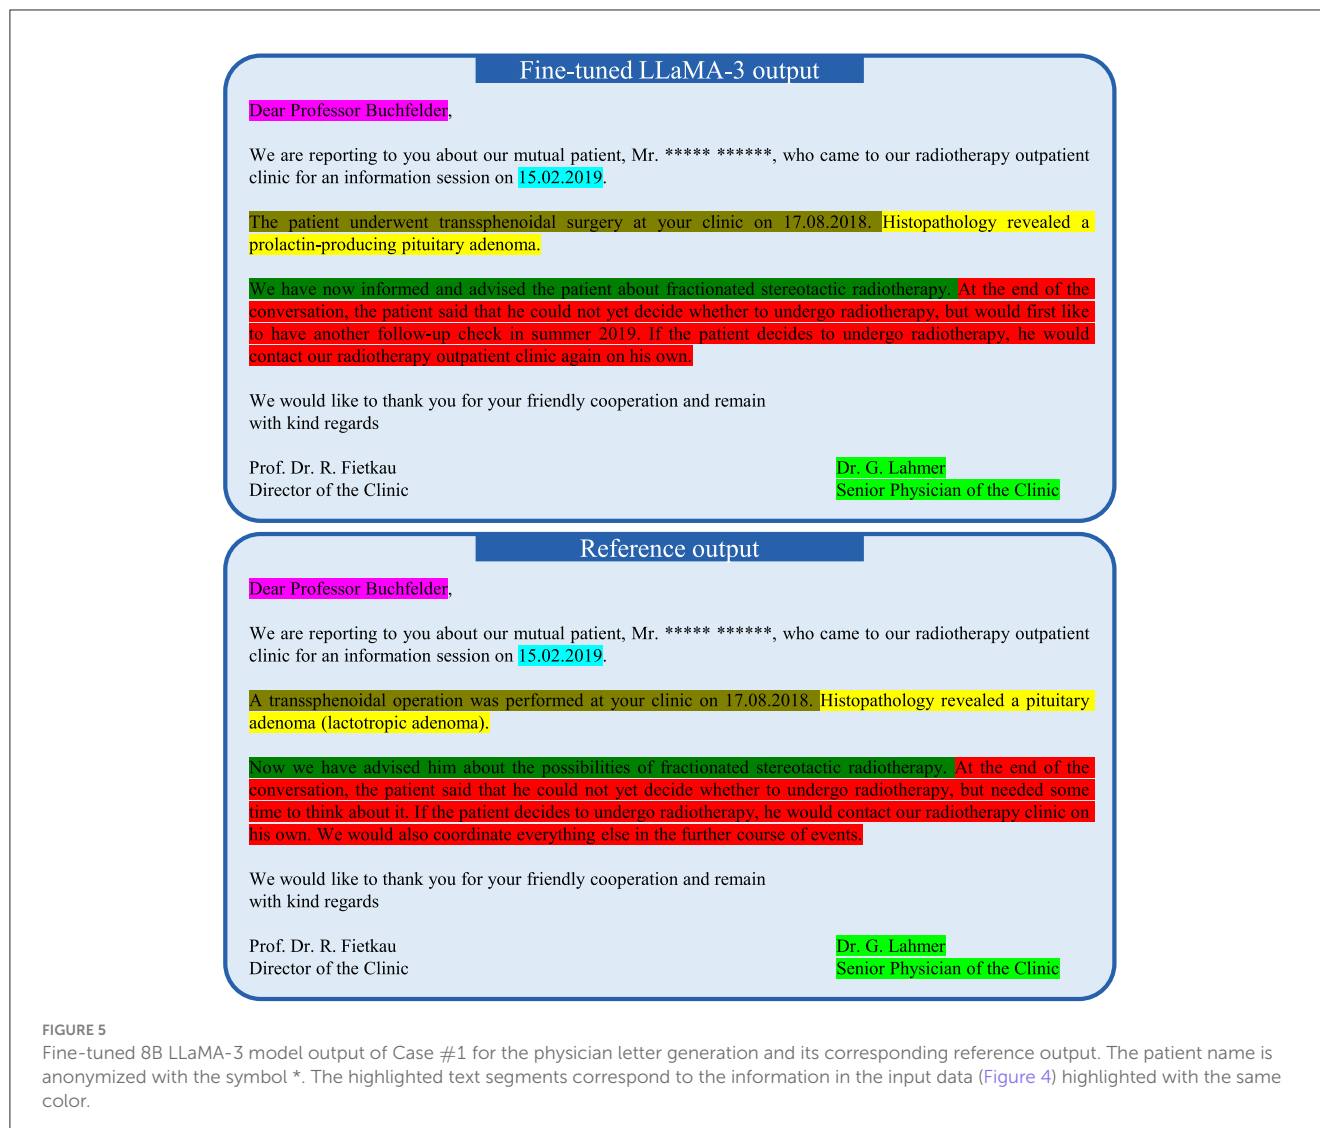 Fine-tuned LLaMA-3 output
Dear Professor Buchfelder,
We are reporting to you about our mutual patient, Mr. ***** ******, who came to our radiotherapy outpatient
clinic for an information session on 15.02.2019.
The patient underwent transsphenoidal surgery at your clinic on 17.08.2018. Histopathology revealed a
prolactin-producing pituitary adenoma.
We have now informed and advised the patient about fractionated stereotactic radiotherapy. At the end of the
conversation, the patient said that he could not yet decide whether to undergo radiotherapy, but would first like
to have another follow-up check in summer 2019. If the patient decides to undergo radiotherapy, he would
contact our radiotherapy outpatient clinic again on his own.
We would like to thank you for your friendly cooperation and remain
with kind regards
Prof. Dr. R. Fietkau Dr. G. Lahmer
Director of the Clinic Senior Physician of the Clinic
Reference output
Dear Professor Buchfelder,
We are reporting to you about our mutual patient, Mr. ***** ******, who came to our radiotherapy outpatient
clinic for an information session on 15.02.2019.
A transsphenoidal operation was performed at your clinic on 17.08.2018. Histopathology revealed a pituitary
adenoma (lactotropic adenoma).
Now we have advised him about the possibilities of fractionated stereotactic radiotherapy. At the end of the
conversation, the patient said that he could not yet decide whether to undergo radiotherapy, but needed some
time to think about it. If the patient decides to undergo radiotherapy, he would contact our radiotherapy clinic on
his own. We would also coordinate everything else in the further course of events.
We would like to thank you for your friendly cooperation and remain
with kind regards
Prof. Dr. R. Fietkau Dr. G. Lahmer
Director of the Clinic Senior Physician of the Clinic
FIGURE 5
Fine-tuned 8B LLaMA-3 model output of Case #1 for the physician letter generation and its corresponding reference output. The patient name is
anonymized with the symbol *. The highlighted text segments correspond to the information in the input data (Figure 4) highlighted with the same
color.